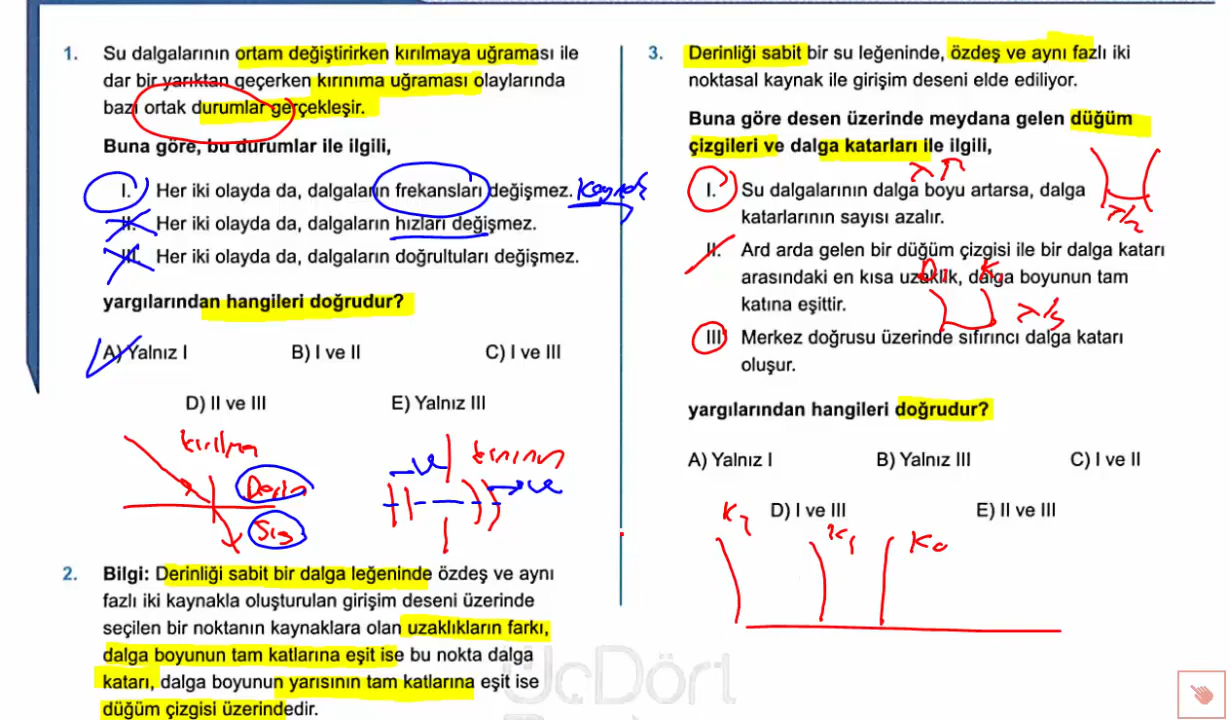 1. Su dalgalarının ortam değiştirirken kırılmaya uğraması ile
dar bir yarıktan geçerken kırınıma uğraması olaylarında
bazı ortak durumlar gerçekleşir.
Buna göre, bu durumlar ile ilgili,
I. Her iki olayda da, dalgaların frekansları değişmez. kaynak
II. Her iki olayda da, dalgaların hızları değişmez.
III. Her iki olayda da, dalgaların doğrultuları değişmez.
yargılarından hangileri doğrudur?
A) Yalnız I B) I ve II C) I ve III
D) II ve III E) Yalnız III
kırılma
Derin
Sığ
kırınım
2. Bilgi: Derinliği sabit bir dalga leğeninde özdeş ve aynı
fazlı iki kaynakla oluşturulan girişim deseni üzerinde
seçilen bir noktanın kaynaklara olan uzaklıkların farkı,
dalga boyunun tam katlarına eşit ise bu nokta dalga
katarı, dalga boyunun yarısının tam katlarına eşit ise
düğüm çizgisi üzerindedir.
3. Derinliği sabit bir su leğeninde, özdeş ve aynı fazlı iki
noktasal kaynak ile girişim deseni elde ediliyor.
Buna göre desen üzerinde meydana gelen düğüm
çizgileri ve dalga katarları ile ilgili,
λ↑
I. Su dalgalarının dalga boyu artarsa, dalga
katarlarının sayısı azalır.
λ/2
II. Ard arda gelen bir düğüm çizgisi ile bir dalga katarı
arasındaki en kısa uzaklık, dalga boyunun tam
katına eşittir.
III. Merkez doğrusu üzerinde sıfırıncı dalga katarı
oluşur.
yargılarından hangileri doğrudur?
A) Yalnız I B) Yalnız III C) I ve II
D) I ve III E) II ve III
K₁ K₀
ÜçDört